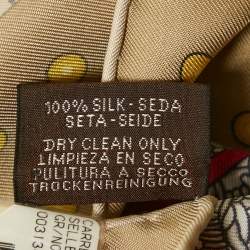 100% SILK-SEDA
SETA-SEIDE
DRY CLEAN ONLY
LIMPIEZA EN SECO
PULITURA A SECCO
TROCKENREINIGUNG